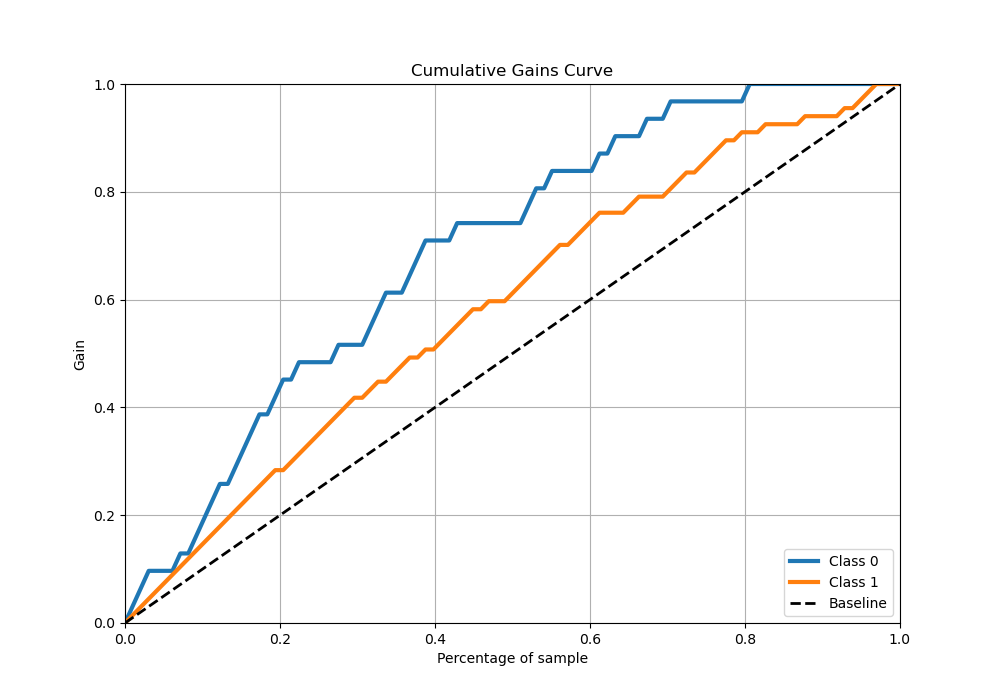 Cumulative Gains Curve
1.0
0.8
0.6
0.4
0.2
0.0
Gain
0.0 0.2 0.4 0.6 0.8 1.0
Percentage of sample
Class 0
Class 1
Baseline